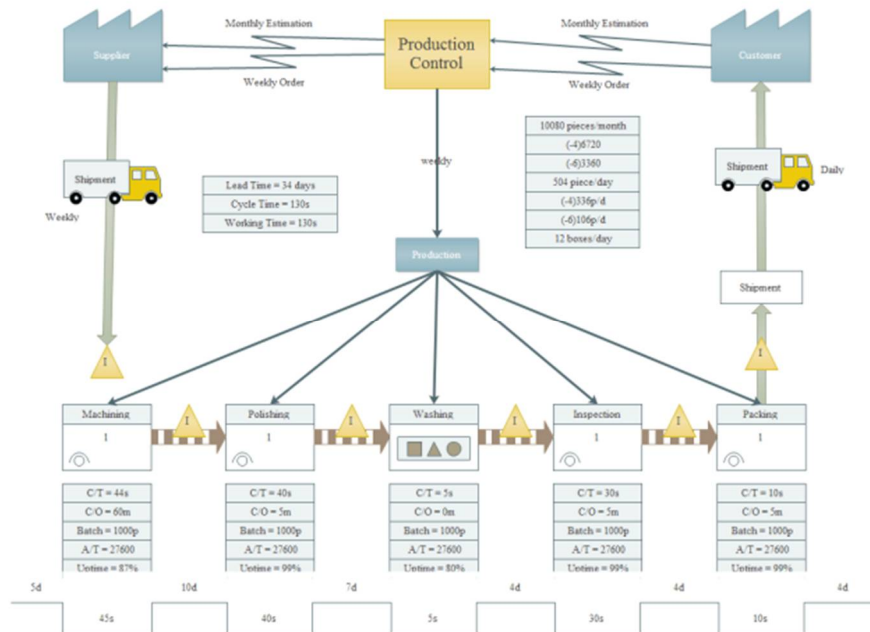 Monthly Estimation
Monthly Estimation
Supplier
Production
Control
Customer
Weekly Order
Weekly Order
weekly
10080 pieces/month
(-4)6720
(-6)3360
504 piece/day
(-4)336p/d
(-6)106p/d
12 boxes/day
Shipment
Weekly
Lead Time = 34 days
Cycle Time = 130s
Working Time = 130s
Shipment
Daily
Production
Shipment
I
I
Machining
1
I
Polishing
1
I
Washing
I
Inspection
1
I
Packing
1
C/T = 44s
C/O = 60m
Batch = 1000p
A/T = 27600
Uptime = 87%
C/T = 40s
C/O = 5m
Batch = 1000p
A/T = 27600
Uptime = 99%
C/T = 5s
C/O = 0m
Batch = 1000p
A/T = 27600
Uptime = 80%
C/T = 30s
C/O = 5m
Batch = 1000p
A/T = 27600
Uptime = 99%
C/T = 10s
C/O = 5m
Batch = 1000p
A/T = 27600
Uptime = 99%
5d
10d
7d
4d
4d
4d
45s
40s
5s
30s
10s